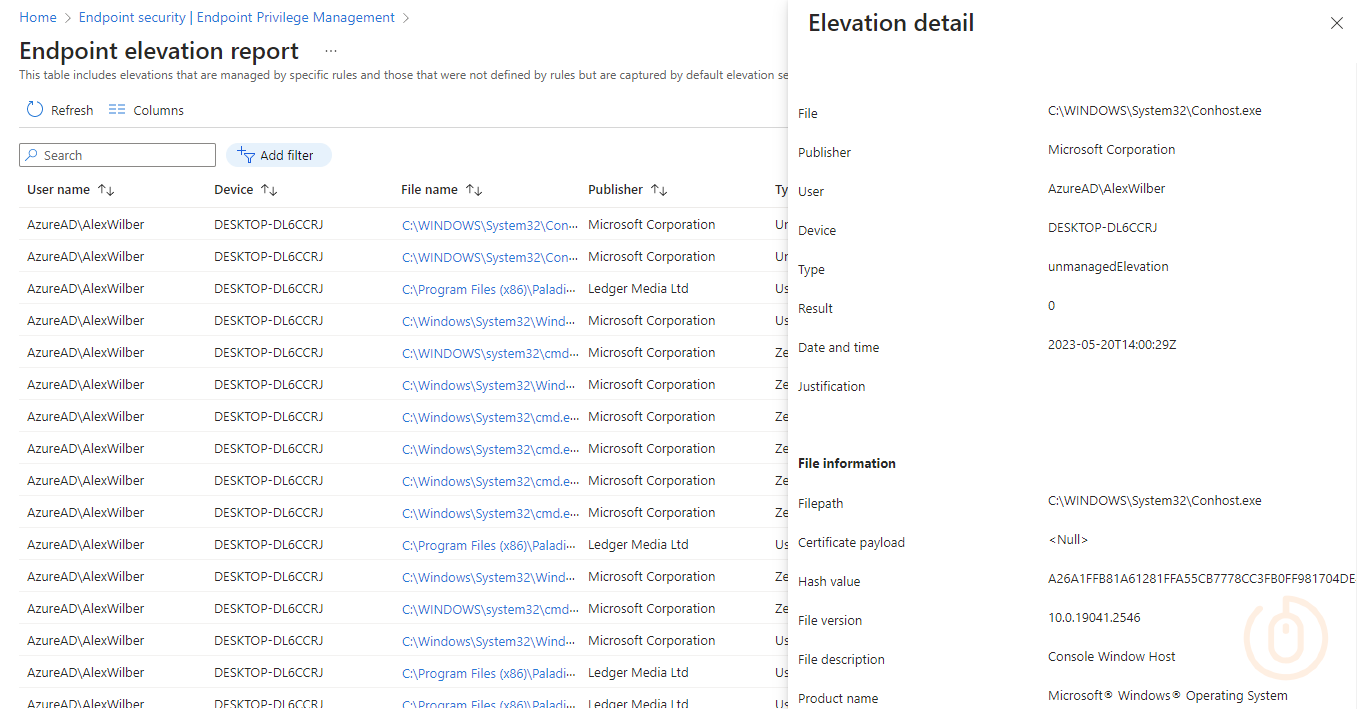 Home > Endpoint security | Endpoint Privilege Management >
Endpoint elevation report ...
This table includes elevations that are managed by specific rules and those that were not defined by rules but are captured by default elevation se
Refresh Columns
Search Add filter
User name ↑↓ Device ↑↓ File name ↑↓ Publisher ↑↓ Ty
AzureAD\AlexWilber DESKTOP-DL6CCRJ C:\WINDOWS\System32\Con... Microsoft Corporation Un
AzureAD\AlexWilber DESKTOP-DL6CCRJ C:\WINDOWS\System32\Con... Microsoft Corporation Un
AzureAD\AlexWilber DESKTOP-DL6CCRJ C:\Program Files (x86)\Paladi... Ledger Media Ltd Us
AzureAD\AlexWilber DESKTOP-DL6CCRJ C:\Windows\System32\Wind... Microsoft Corporation Us
AzureAD\AlexWilber DESKTOP-DL6CCRJ C:\WINDOWS\system32\cmd... Microsoft Corporation Ze
AzureAD\AlexWilber DESKTOP-DL6CCRJ C:\Windows\System32\Wind... Microsoft Corporation Ze
AzureAD\AlexWilber DESKTOP-DL6CCRJ C:\Windows\System32\cmd.e... Microsoft Corporation Ze
AzureAD\AlexWilber DESKTOP-DL6CCRJ C:\Windows\System32\cmd.e... Microsoft Corporation Ze
AzureAD\AlexWilber DESKTOP-DL6CCRJ C:\Windows\System32\cmd.e... Microsoft Corporation Ze
AzureAD\AlexWilber DESKTOP-DL6CCRJ C:\Windows\System32\cmd.e... Microsoft Corporation Ze
AzureAD\AlexWilber DESKTOP-DL6CCRJ C:\Program Files (x86)\Paladi... Ledger Media Ltd Us
AzureAD\AlexWilber DESKTOP-DL6CCRJ C:\Windows\System32\Wind... Microsoft Corporation Ze
AzureAD\AlexWilber DESKTOP-DL6CCRJ C:\WINDOWS\system32\cmd... Microsoft Corporation Ze
AzureAD\AlexWilber DESKTOP-DL6CCRJ C:\Windows\System32\Wind... Microsoft Corporation Us
AzureAD\AlexWilber DESKTOP-DL6CCRJ C:\Program Files (x86)\Paladi... Ledger Media Ltd Us
AzureAD\AlexWilber DESKTOP-DL6CCRJ C:\Program Files (x86)\Paladi... Ledger Media Ltd Us
Elevation detail
File C:\WINDOWS\System32\Conhost.exe
Publisher Microsoft Corporation
User AzureAD\AlexWilber
Device DESKTOP-DL6CCRJ
Type unmanagedElevation
Result 0
Date and time 2023-05-20T14:00:29Z
Justification
File information
Filepath C:\WINDOWS\System32\Conhost.exe
Certificate payload <Null>
Hash value A26A1FFB81A61281FFA55CB7778CC3FB0FF981704DE
File version 10.0.19041.2546
File description Console Window Host
Product name Microsoft® Windows® Operating System